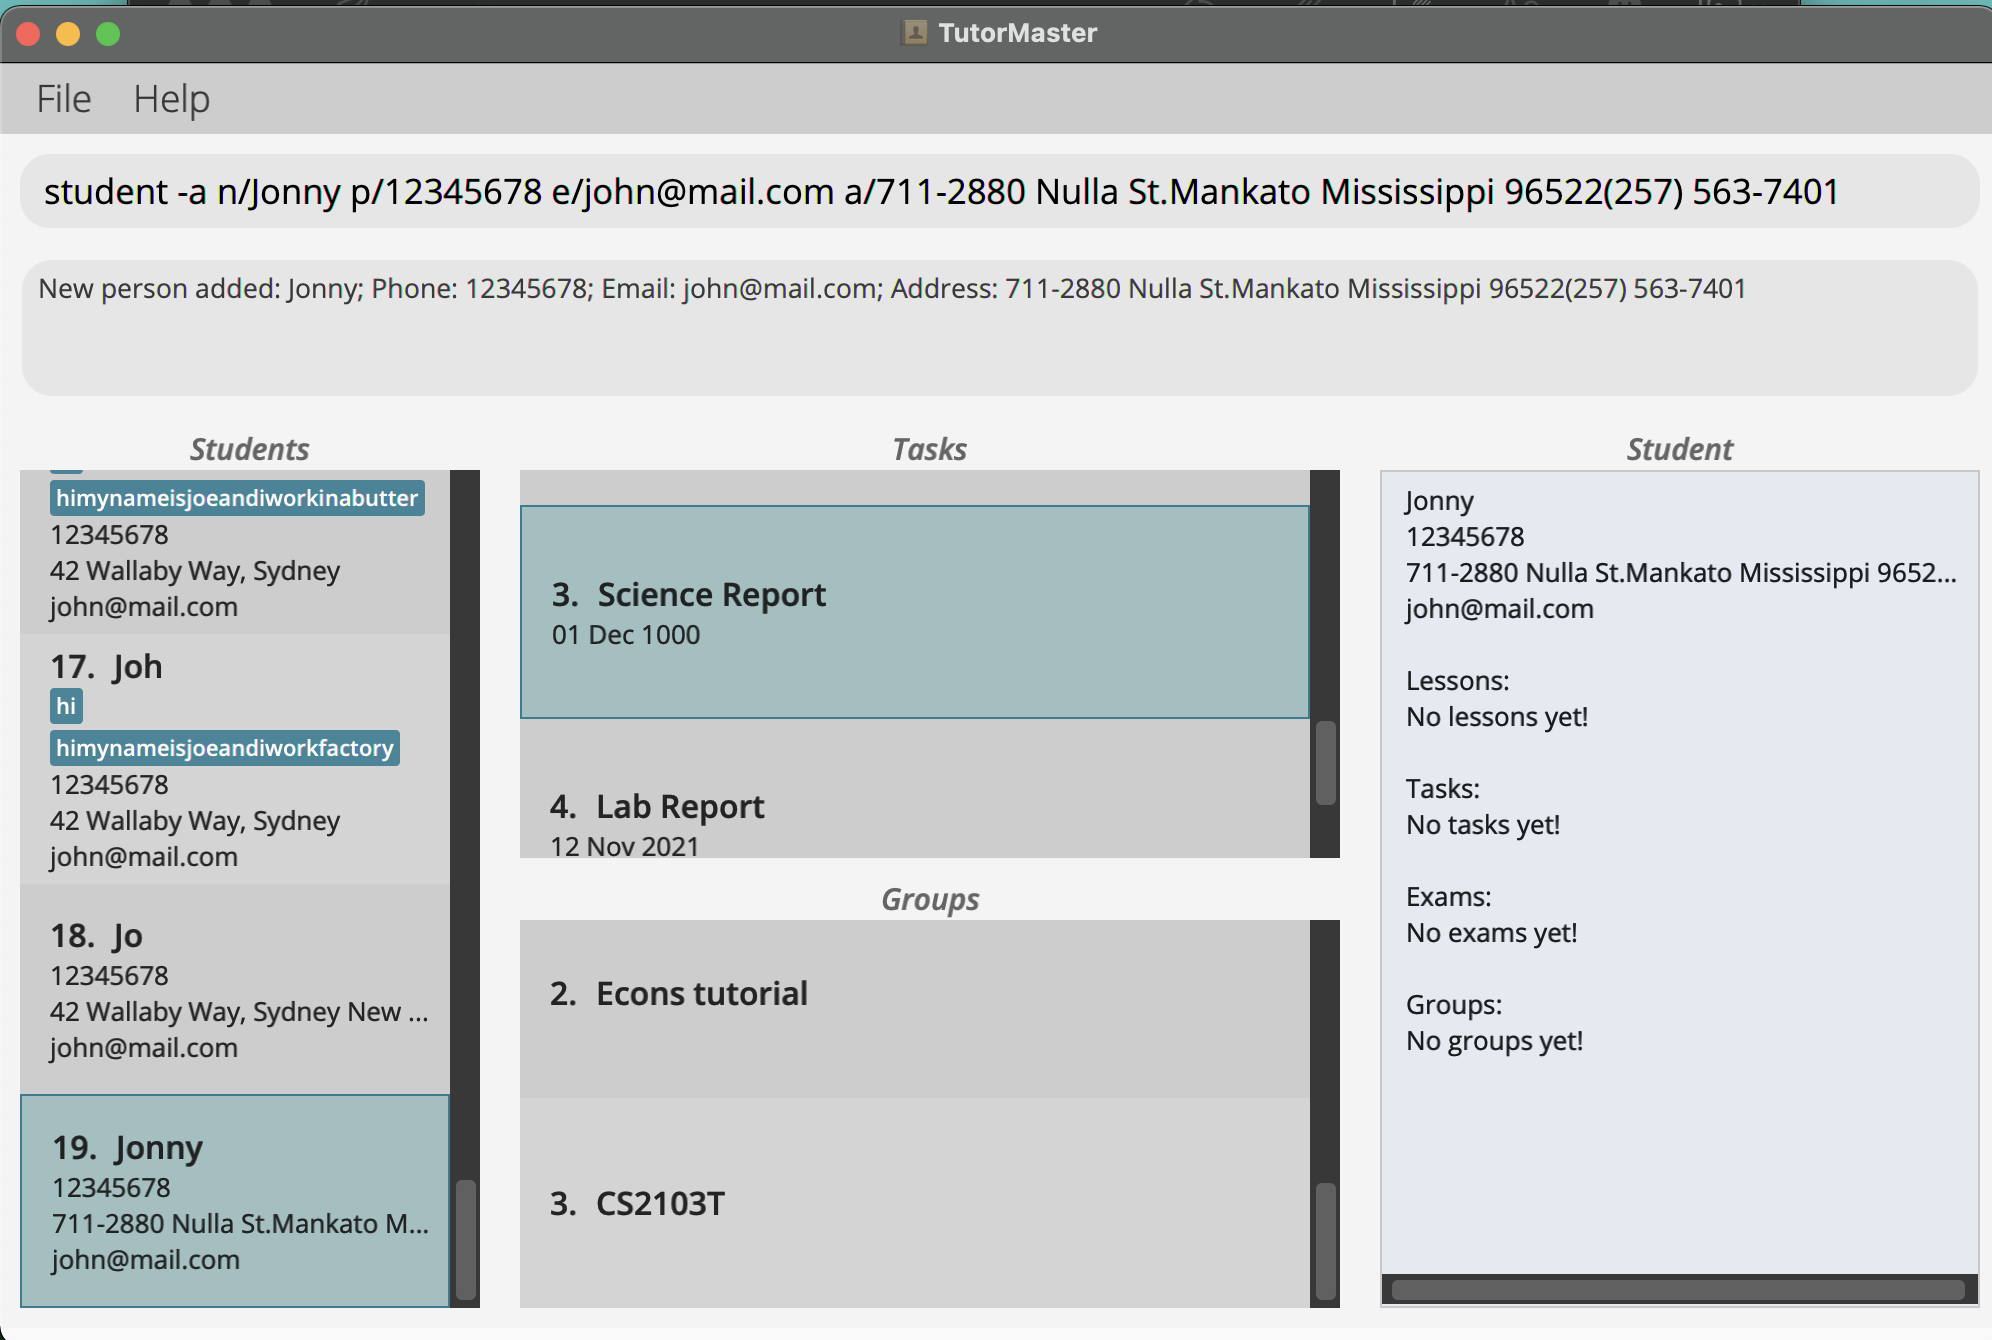 TutorMaster
File Help
student -a n/Jonny p/12345678 e/john@mail.com a/711-2880 Nulla St.Mankato Mississippi 96522(257) 563-7401
New person added: Jonny; Phone: 12345678; Email: john@mail.com; Address: 711-2880 Nulla St.Mankato Mississippi 96522(257) 563-7401
Students
himynameisjoeandiworkinabutter
12345678
42 Wallaby Way, Sydney
john@mail.com
17. Joh
hi
himynameisjoeandiworkfactory
12345678
42 Wallaby Way, Sydney
john@mail.com
18. Jo
12345678
42 Wallaby Way, Sydney New ...
john@mail.com
19. Jonny
12345678
711-2880 Nulla St.Mankato M...
john@mail.com
Tasks
3. Science Report
01 Dec 1000
4. Lab Report
12 Nov 2021
Groups
2. Econs tutorial
3. CS2103T
Student
Jonny
12345678
711-2880 Nulla St.Mankato Mississippi 9652...
john@mail.com
Lessons:
No lessons yet!
Tasks:
No tasks yet!
Exams:
No exams yet!
Groups:
No groups yet!